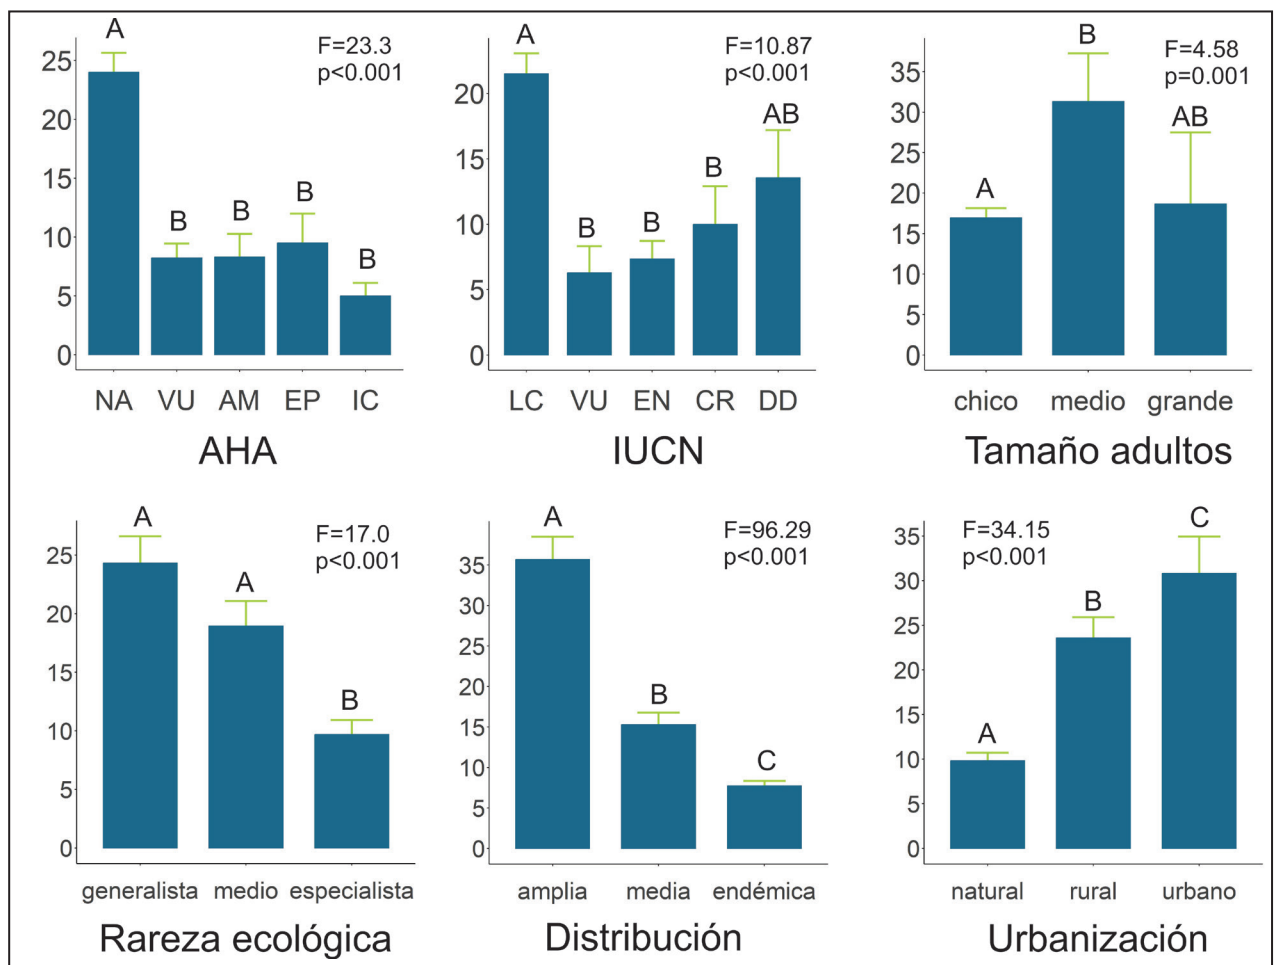 A
F=23.3
p<0.001
B
B
B
B
25
20
15
10
5
0
NA VU AM EP IC
AHA
A
F=10.87
p<0.001
AB
B
B
B
20
15
10
5
0
LC VU EN CR DD
IUCN
B
F=4.58
p=0.001
AB
A
35
30
25
20
15
10
5
0
chico medio grande
Tamaño adultos
A
F=17.0
p<0.001
A
B
25
20
15
10
5
0
generalista medio especialista
Rareza ecológica
A
F=96.29
p<0.001
B
C
35
30
25
20
15
10
5
0
amplia media endémica
Distribución
F=34.15
p<0.001
C
B
A
35
30
25
20
15
10
5
0
natural rural urbano
Urbanización